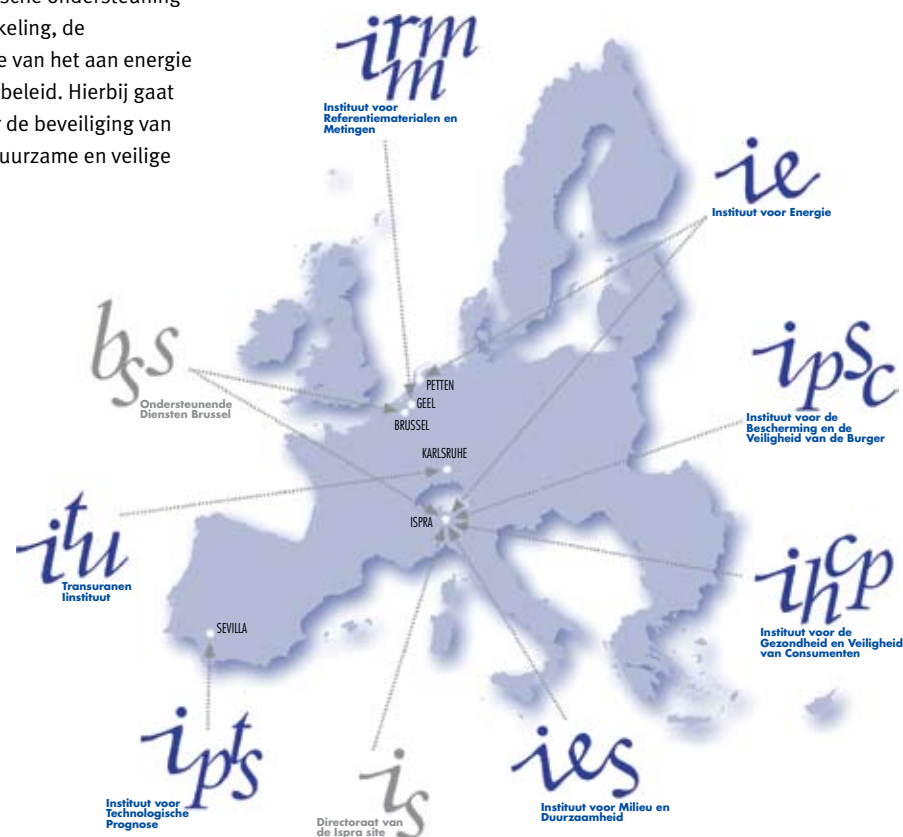 sche ondersteuning
keling, de
e van het aan energie
beleid. Hierbij gaat
r de beveiliging van
uurzame en veilige
irmm
Instituut voor
Referentiematerialen en
Metingen
ie
Instituut voor Energie
bss
Ondersteunende
Diensten Brussel
ipsc
Instituut voor de
Bescherming en de
Veiligheid van de Burger
PETTEN
GEEL
BRUSSEL
KARLSRUHE
ISPRA
SEVILLA
itu
Transuranen
Iinstituut
ihcp
Instituut voor de
Gezondheid en Veiligheid
van Consumenten
ipts
Instituut voor
Technologische
Prognose
is
Directoraat van
de Ispra site
ies
Instituut voor Milieu en
Duurzaamheid